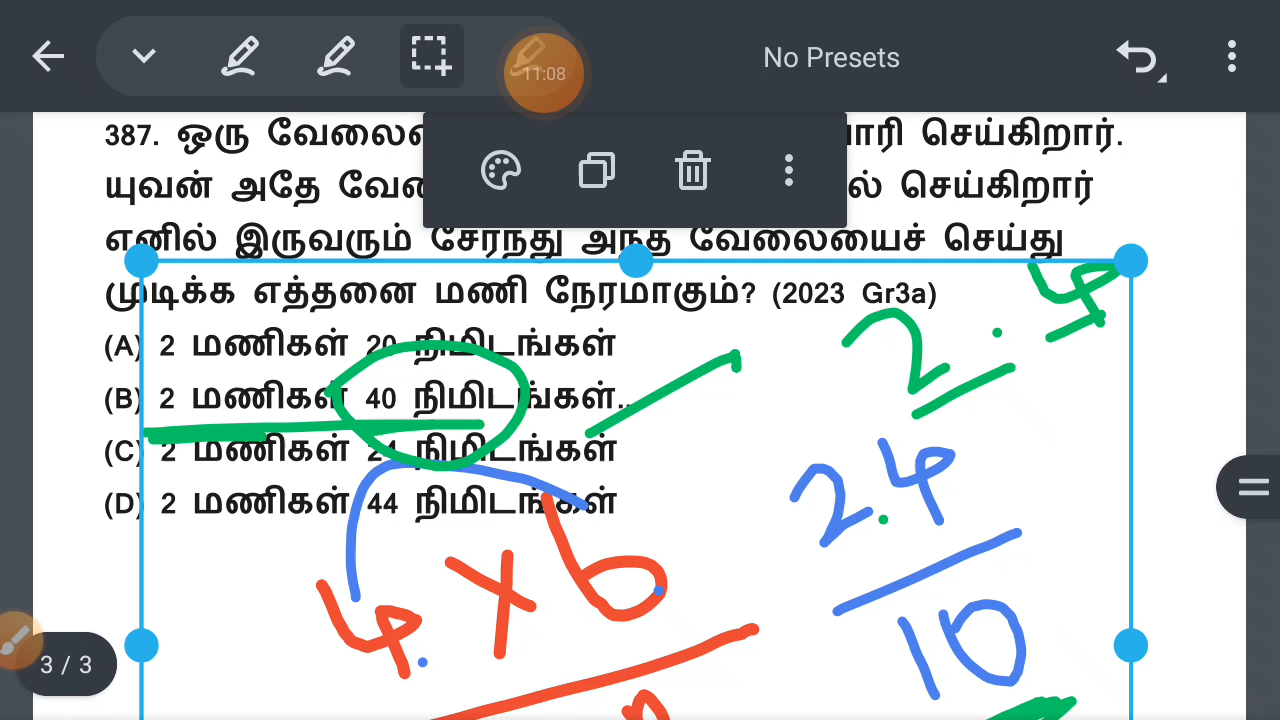 No Presets
11:08
387. ஒரு பாரி செய்கிறார்.
யுவன் அதே ல் செய்கிறார்
எனில் இருவரும் சேர்ந்து அந்த வேலையைச் செய்து
முடிக்க எத்தனை மணி நேரமாகும்? (2023 Gr3a)
(A) 2 மணிகள் 20 நிமிடங்கள்
(B) 2 மணிகள் 40 நிமிடங்கள்..
(C) 2 மணிகள் 24 நிமிடங்கள்
(D) 2 மணிகள் 44 நிமிடங்கள்
2.4
2.4
10
4 x 6
3 / 3